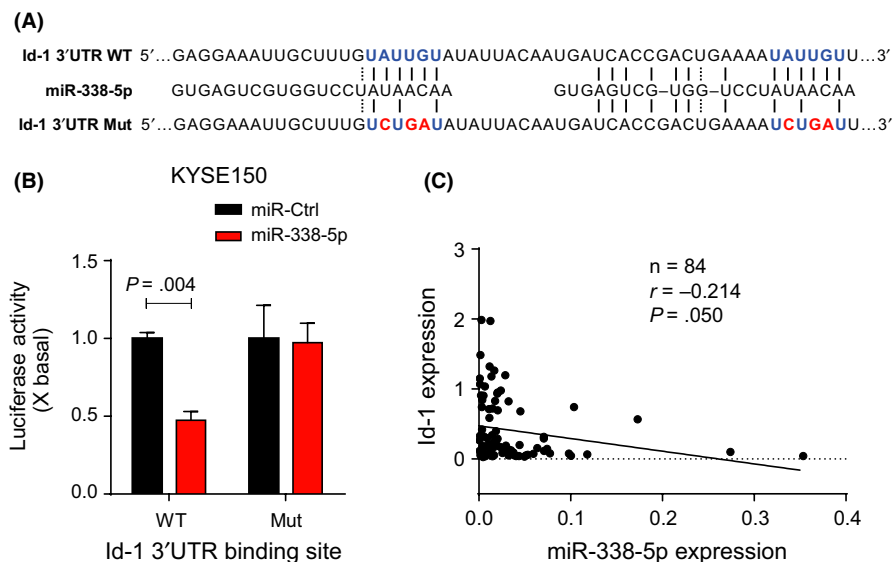 (A)
Id-1 3′UTR WT 5′…GAGGAAAUUGCUUUGUAUUGUAUAUUACAAUGAUCACCGACUGAAAAUAUUGUU…3′
miR-338-5p GUGAGUCGUGGUCCUAUAACAA GUGAGUCG–UGG–UCCUAUAACAA
Id-1 3′UTR Mut 5′…GAGGAAAUUGCUUUGUCUGAUAUAUUACAAUGAUCACCGACUGAAAAUCUGAUU…3′
(B)
KYSE150
miR-Ctrl
miR-338-5p
P = .004
Luciferase activity
(X basal)
1.5
1.0
0.5
0.0
WT Mut
Id-1 3′UTR binding site
(C)
n = 84
r = –0.214
P = .050
Id-1 expression
3
2
1
0
0.0 0.1 0.2 0.3 0.4
miR-338-5p expression